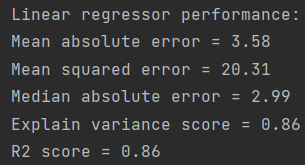 Linear regressor performance:
Mean absolute error = 3.58
Mean squared error = 20.31
Median absolute error = 2.99
Explain variance score = 0.86
R2 score = 0.86